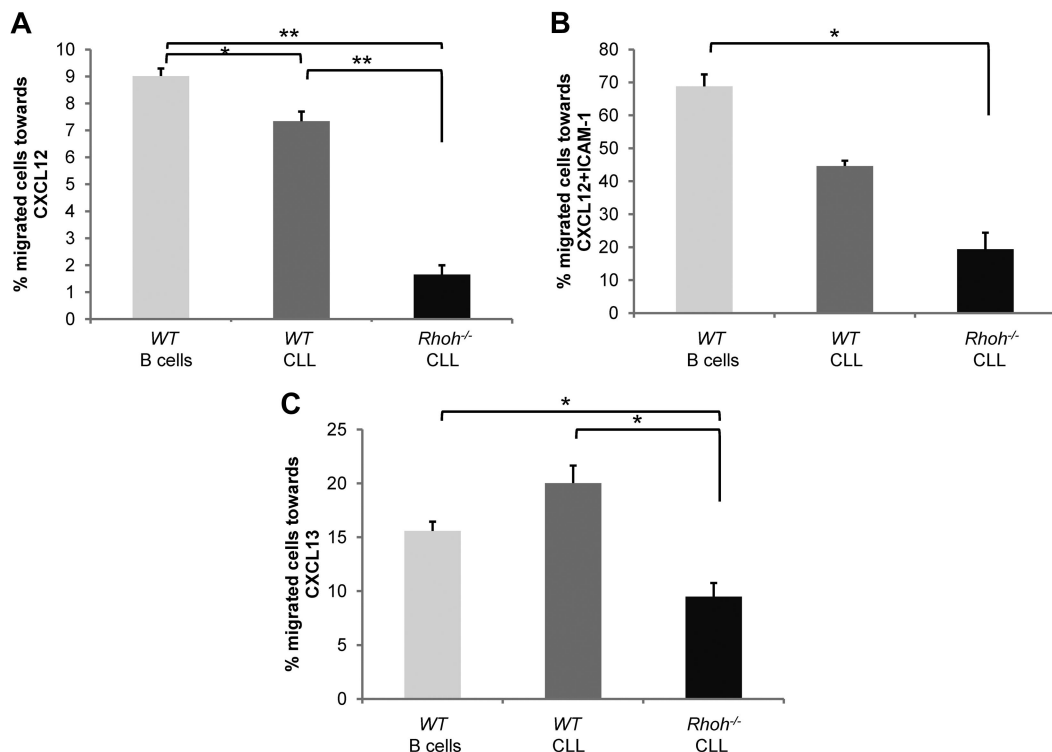 A
% migrated cells towards
CXCL12
10
9
8
7
6
5
4
3
2
1
0
**
*
**
WT
B cells
WT
CLL
Rhoh-/-
CLL
B
% migrated cells towards
CXCL12+ICAM-1
80
70
60
50
40
30
20
10
0
*
WT
B cells
WT
CLL
Rhoh-/-
CLL
C
% migrated cells towards
CXCL13
25
20
15
10
5
0
*
*
WT
B cells
WT
CLL
Rhoh-/-
CLL